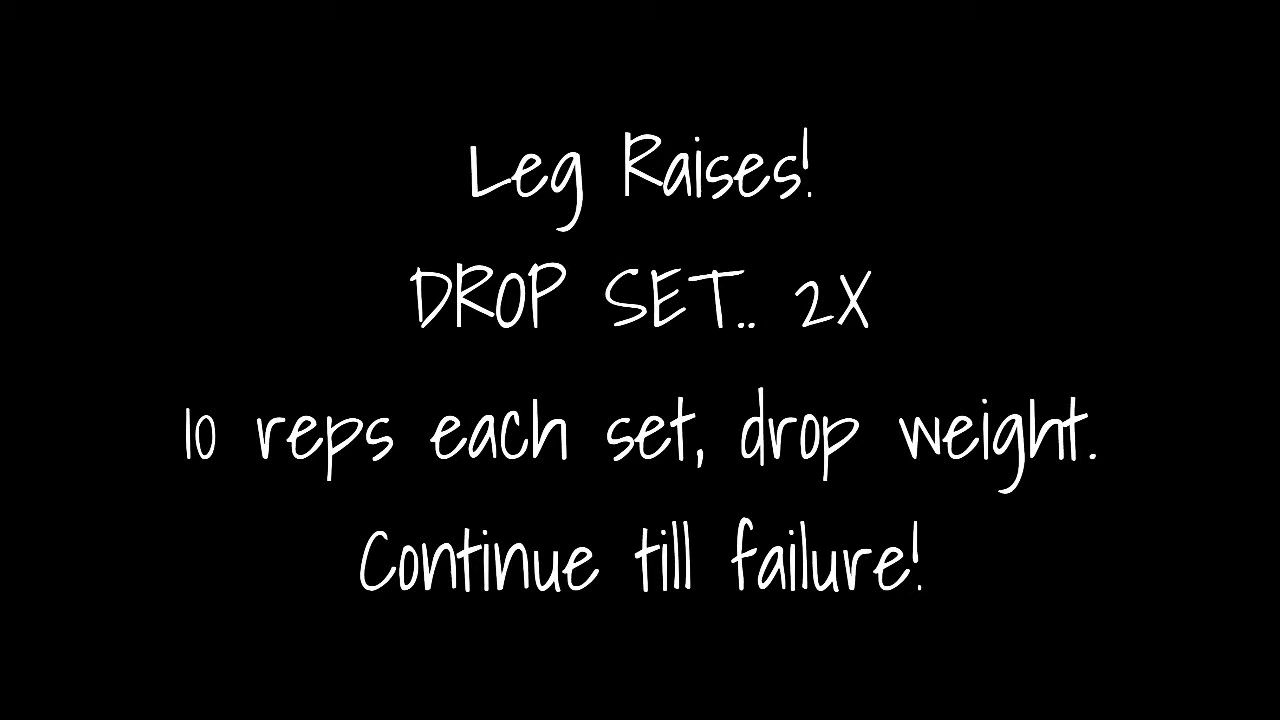 Leg Raises!
DROP SET.. 2X
10 reps each set, drop weight.
Continue till failure!